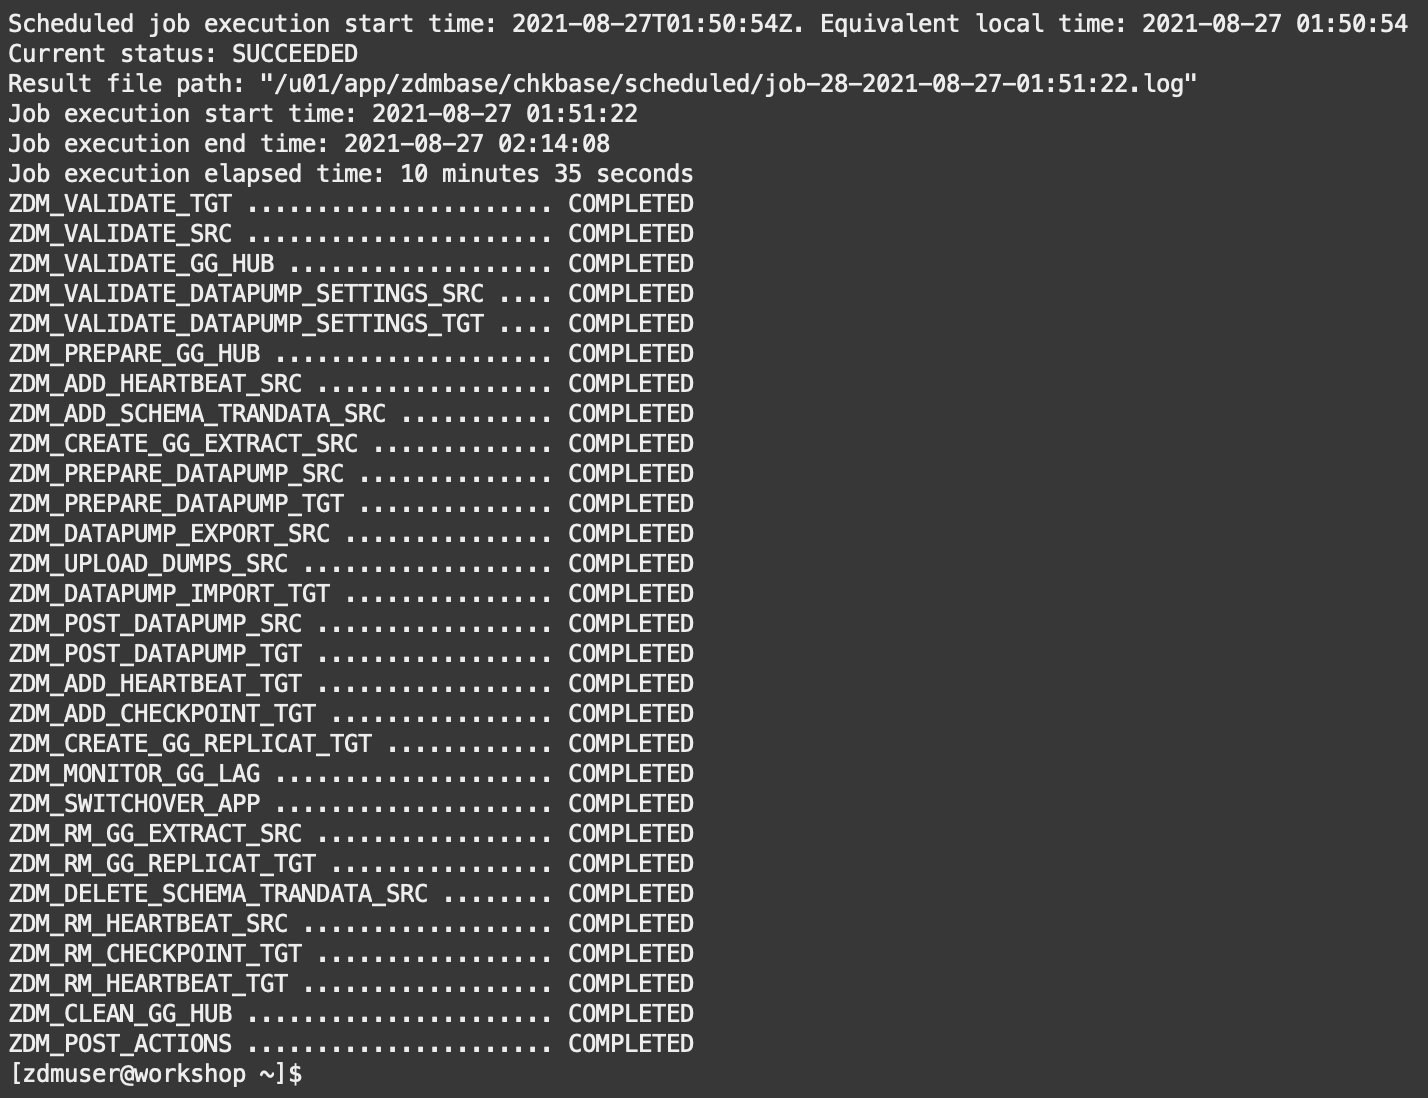 Scheduled job execution start time: 2021-08-27T01:50:54Z. Equivalent local time: 2021-08-27 01:50:54
Current status: SUCCEEDED
Result file path: "/u01/app/zdmbase/chkbase/scheduled/job-28-2021-08-27-01:51:22.log"
Job execution start time: 2021-08-27 01:51:22
Job execution end time: 2021-08-27 02:14:08
Job execution elapsed time: 10 minutes 35 seconds
ZDM_VALIDATE_TGT ...................... COMPLETED
ZDM_VALIDATE_SRC ...................... COMPLETED
ZDM_VALIDATE_GG_HUB ................... COMPLETED
ZDM_VALIDATE_DATAPUMP_SETTINGS_SRC .... COMPLETED
ZDM_VALIDATE_DATAPUMP_SETTINGS_TGT .... COMPLETED
ZDM_PREPARE_GG_HUB .................... COMPLETED
ZDM_ADD_HEARTBEAT_SRC ................. COMPLETED
ZDM_ADD_SCHEMA_TRANDATA_SRC ........... COMPLETED
ZDM_CREATE_GG_EXTRACT_SRC ............. COMPLETED
ZDM_PREPARE_DATAPUMP_SRC .............. COMPLETED
ZDM_PREPARE_DATAPUMP_TGT .............. COMPLETED
ZDM_DATAPUMP_EXPORT_SRC ............... COMPLETED
ZDM_UPLOAD_DUMPS_SRC .................. COMPLETED
ZDM_DATAPUMP_IMPORT_TGT ............... COMPLETED
ZDM_POST_DATAPUMP_SRC ................. COMPLETED
ZDM_POST_DATAPUMP_TGT ................. COMPLETED
ZDM_ADD_HEARTBEAT_TGT ................. COMPLETED
ZDM_ADD_CHECKPOINT_TGT ................ COMPLETED
ZDM_CREATE_GG_REPLICAT_TGT ............ COMPLETED
ZDM_MONITOR_GG_LAG .................... COMPLETED
ZDM_SWITCHOVER_APP .................... COMPLETED
ZDM_RM_GG_EXTRACT_SRC ................. COMPLETED
ZDM_RM_GG_REPLICAT_TGT ................ COMPLETED
ZDM_DELETE_SCHEMA_TRANDATA_SRC ........ COMPLETED
ZDM_RM_HEARTBEAT_SRC .................. COMPLETED
ZDM_RM_CHECKPOINT_TGT ................. COMPLETED
ZDM_RM_HEARTBEAT_TGT .................. COMPLETED
ZDM_CLEAN_GG_HUB ...................... COMPLETED
ZDM_POST_ACTIONS ...................... COMPLETED
[zdmuser@workshop ~]$